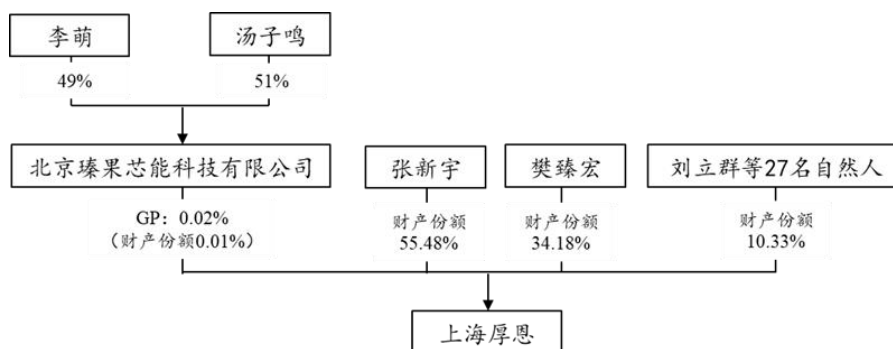 李萌
汤子鸣
49%
51%
北京瑧果芯能科技有限公司
张新宇
樊臻宏
刘立群等27名自然人
GP：0.02%
（财产份额0.01%）
财产份额
55.48%
财产份额
34.18%
财产份额
10.33%
上海厚恩